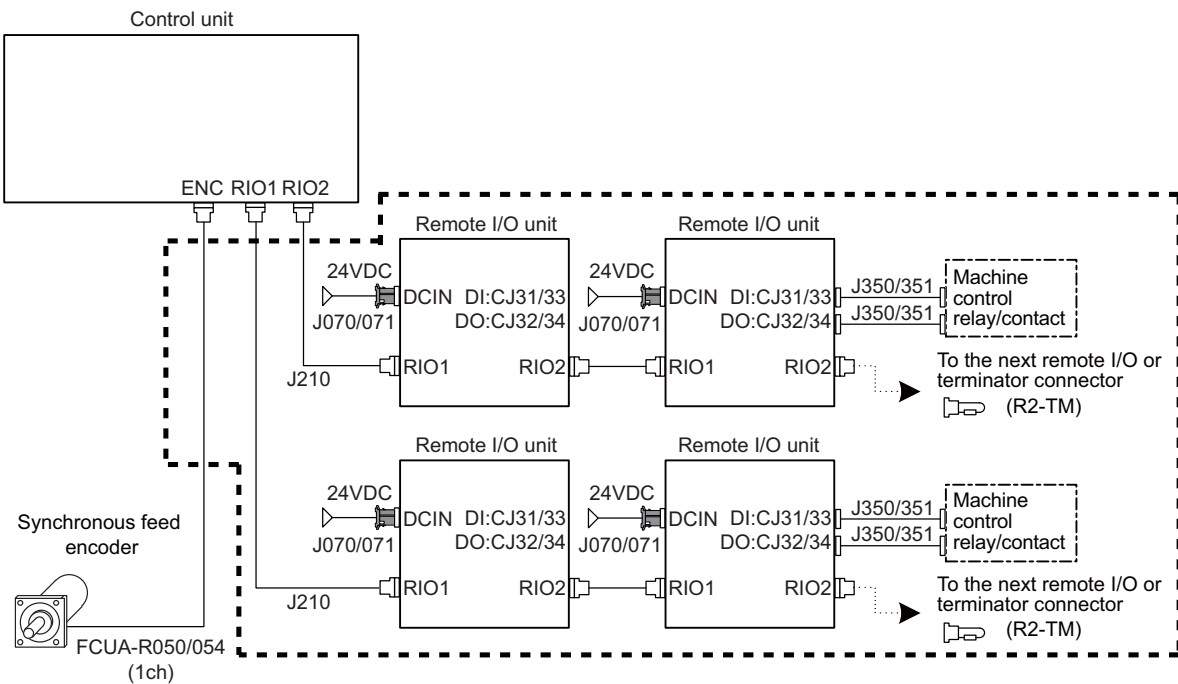 Control unit
ENC RIO1 RIO2
Remote I/O unit
Remote I/O unit
24VDC
DCIN DI:CJ31/33
DO:CJ32/34
J070/071
RIO1
RIO2
J210
24VDC
DCIN DI:CJ31/33
DO:CJ32/34
J070/071
RIO1
RIO2
J350/351
J350/351
Machine
control
relay/contact
To the next remote I/O or
terminator connector
(R2-TM)
Remote I/O unit
Remote I/O unit
24VDC
DCIN DI:CJ31/33
DO:CJ32/34
J070/071
RIO1
RIO2
J210
24VDC
DCIN DI:CJ31/33
DO:CJ32/34
J070/071
RIO1
RIO2
J350/351
J350/351
Machine
control
relay/contact
To the next remote I/O or
terminator connector
(R2-TM)
Synchronous feed
encoder
FCUA-R050/054
(1ch)